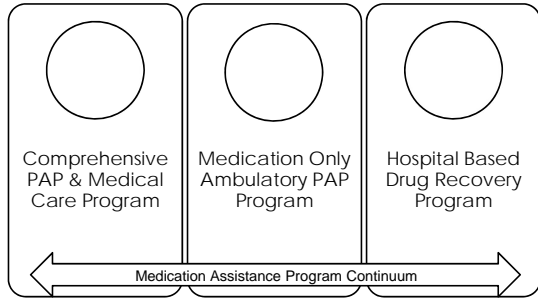 Comprehensive
PAP & Medical
Care Program
Medication Only
Ambulatory PAP
Program
Hospital Based
Drug Recovery
Program
Medication Assistance Program Continuum